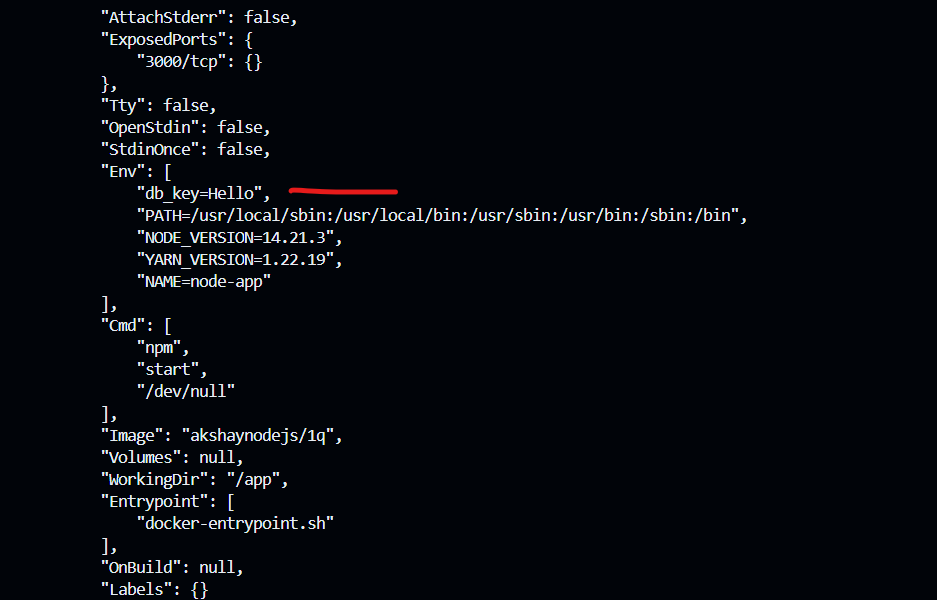 "AttachStderr": false,
"ExposedPorts": {
"3000/tcp": {}
},
"Tty": false,
"OpenStdin": false,
"StdinOnce": false,
"Env": [
"db_key=Hello",
"PATH=/usr/local/sbin:/usr/local/bin:/usr/sbin:/usr/bin:/sbin:/bin",
"NODE_VERSION=14.21.3",
"YARN_VERSION=1.22.19",
"NAME=node-app"
],
"Cmd": [
"npm",
"start",
"/dev/null"
],
"Image": "akshaynodejs/1q",
"Volumes": null,
"WorkingDir": "/app",
"Entrypoint": [
"docker-entrypoint.sh"
],
"OnBuild": null,
"Labels": {}